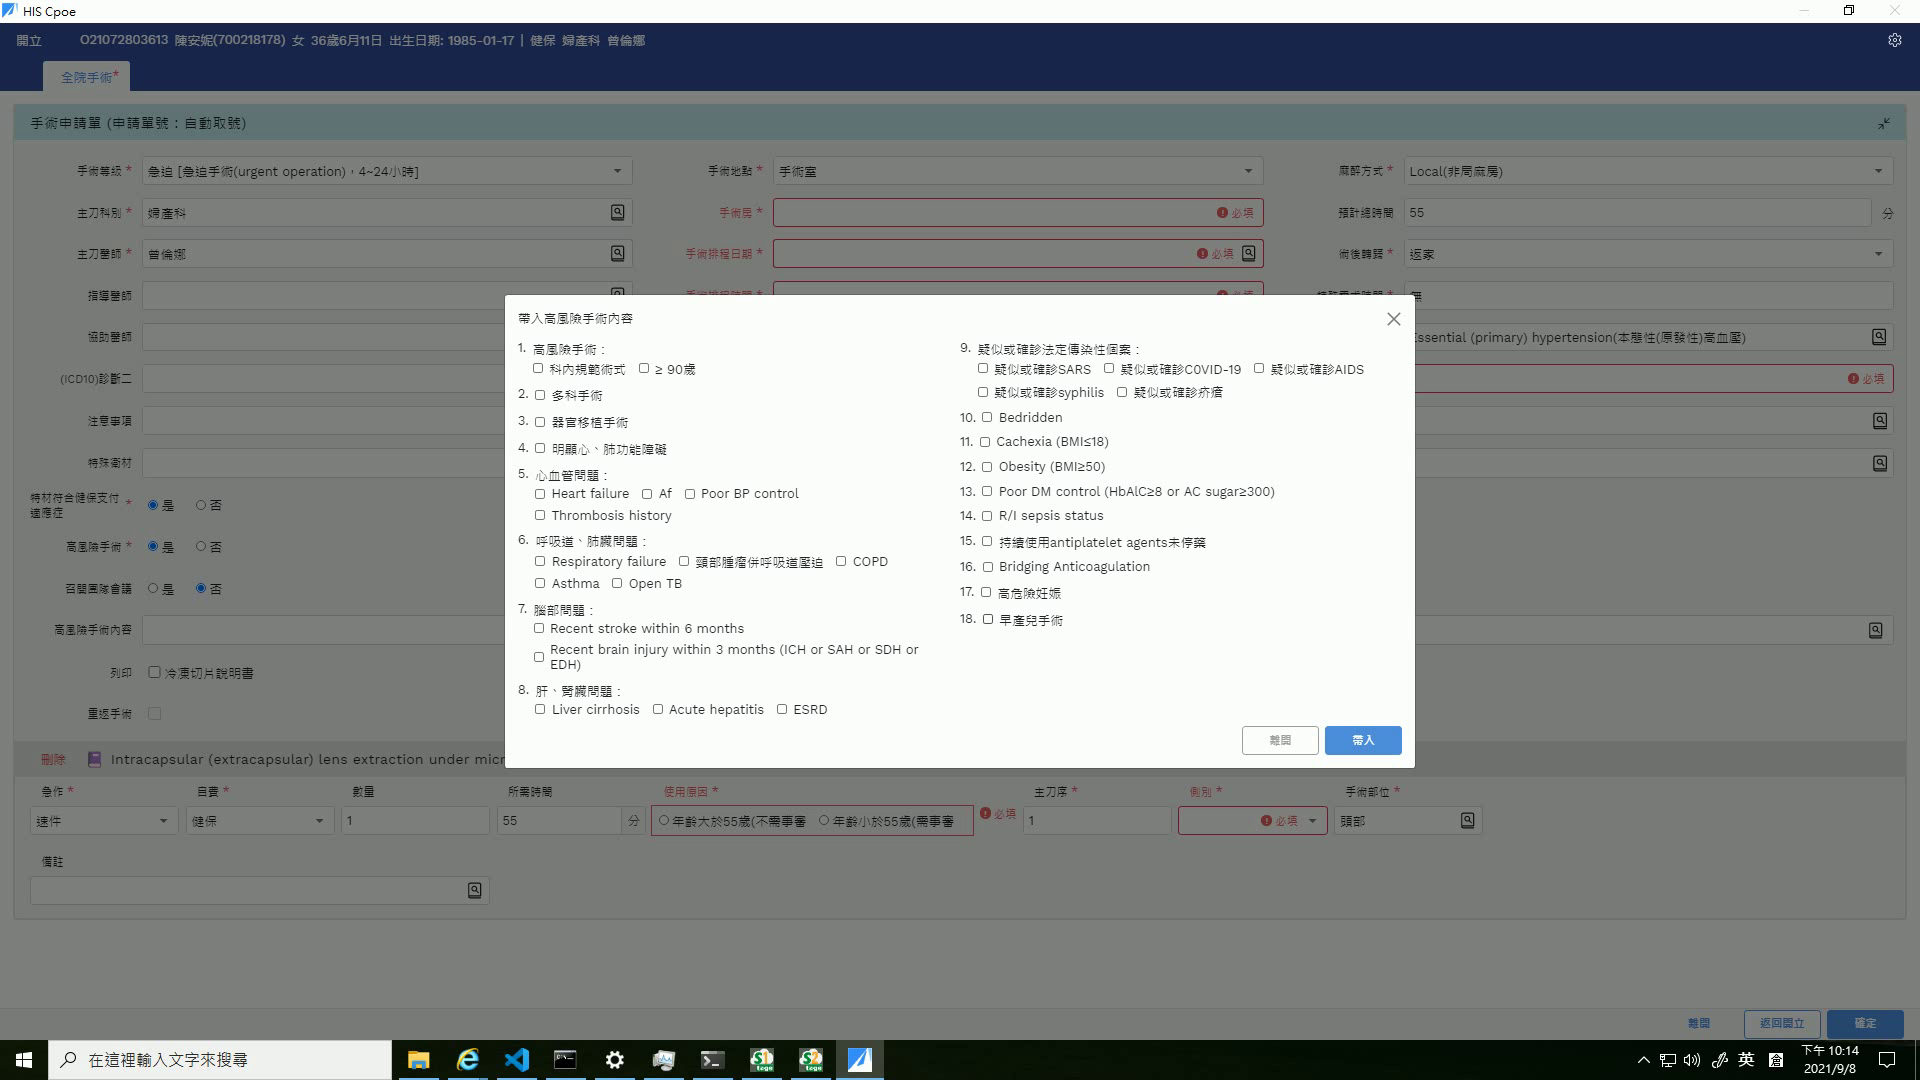 HIS Cpoe
開立 O21072803613 陳安妮(700218178) 女 36歲6月11日 出生日期: 1985-01-17 | 健保 婦產科 曾倫娜
全院手術*
手術申請單 (申請單號：自動取號)
手術等級 * 急迫 [急迫手術(urgent operation)，4~24小時] 手術地點 * 手術室 麻醉方式 * Local(非局麻房)
主刀科別 * 婦產科 手術房 * 必填 預計總時間 55 分
主刀醫師 * 曾倫娜 手術排程日期 * 必填 術後轉歸 * 返家
指導醫師
協助醫師 Essential (primary) hypertension(本態性(原發性)高血壓)
(ICD10)診斷二 必填
注意事項
特殊衛材
特材符合健保支付適應症 * 是 否
高風險手術 * 是 否
召開團隊會議 是 否
高風險手術內容
列印 冷凍切片說明書
重返手術
帶入高風險手術內容
1. 高風險手術：
科內規範術式 ≥ 90歲
2. 多科手術
3. 器官移植手術
4. 明顯心、肺功能障礙
5. 心血管問題：
Heart failure Af Poor BP control
Thrombosis history
6. 呼吸道、肺臟問題：
Respiratory failure 頸部腫瘤併呼吸道壓迫 COPD
Asthma Open TB
7. 腦部問題：
Recent stroke within 6 months
Recent brain injury within 3 months (ICH or SAH or SDH or
EDH)
8. 肝、腎臟問題：
Liver cirrhosis Acute hepatitis ESRD
9. 疑似或確診法定傳染性個案：
疑似或確診SARS 疑似或確診COVID-19 疑似或確診AIDS
疑似或確診syphilis 疑似或確診疥瘡
10. Bedridden
11. Cachexia (BMI≤18)
12. Obesity (BMI≥50)
13. Poor DM control (HbAlC≥8 or AC sugar≥300)
14. R/I sepsis status
15. 持續使用antiplatelet agents未停藥
16. Bridging Anticoagulation
17. 高危險妊娠
18. 早產兒手術
離開 帶入
刪除 Intracapsular (extracapsular) lens extraction under micr
急作 * 自費 * 數量 所需時間 使用原因 * 主刀序 * 側別 * 手術部位 *
速件 健保 1 55 分 年齡大於55歲(不需事審 年齡小於55歲(需事審 必填 1 必填 頭部
備註
離開 返回開立 確定
在這裡輸入文字來搜尋
英
下午 10:14
2021/9/8